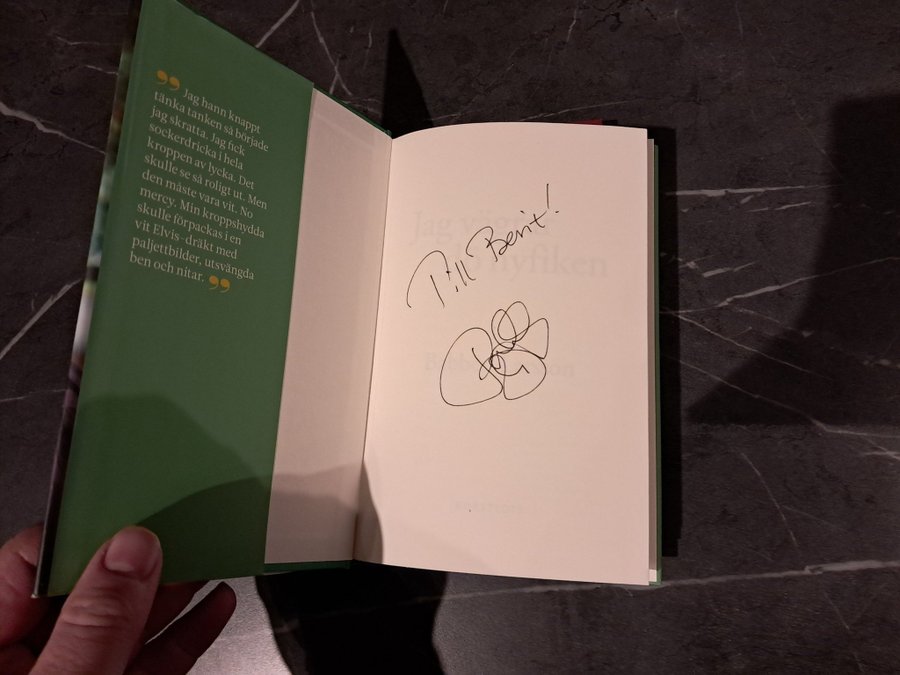 ”Jag hann knappt
tänka tanken så började
jag skratta. Jag fick
sockerdricka i hela
kroppen av lycka. Det
skulle se så roligt ut. Men
den måste vara vit. No
mercy. Min kroppshydda
skulle förpackas i en
vit Elvis-dräkt med
paljettbilder, utsvängda
ben och nitar.”
Till Berit!
Jag
nyfiken